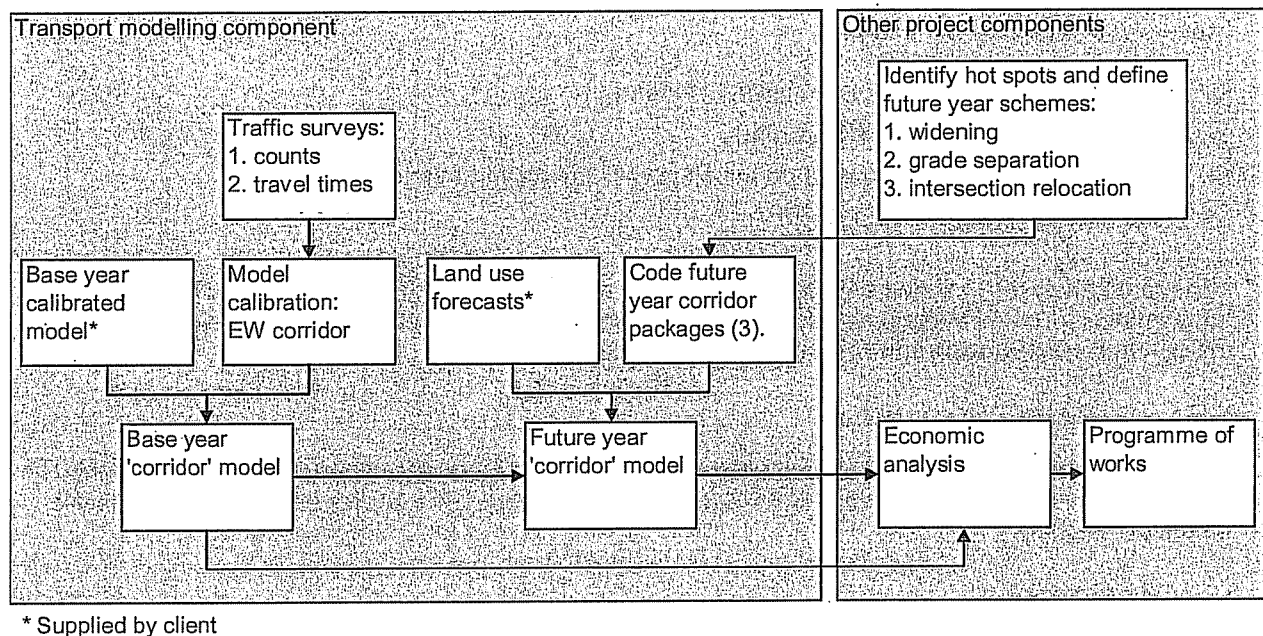 Transport modelling component
Traffic surveys:
1. counts
2. travel times
Base year
calibrated
model*
Model
calibration:
EW corridor
Land use
forecasts*
Code future
year corridor
packages (3).
Base year
'corridor' model
Future year
'corridor' model
Other project components
Identify hot spots and define
future year schemes:
1. widening
2. grade separation
3. intersection relocation
Economic
analysis
Programme of
works
* Supplied by client